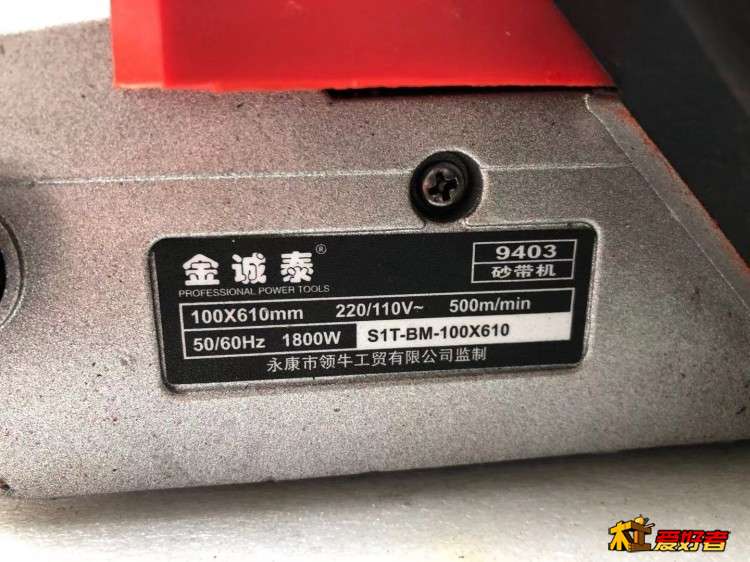 金诚泰®
PROFESSIONAL POWER TOOLS
9403
砂带机
100X610mm 220/110V~ 500m/min
50/60Hz 1800W S1T-BM-100X610
永康市领牛工贸有限公司监制
木工爱好者